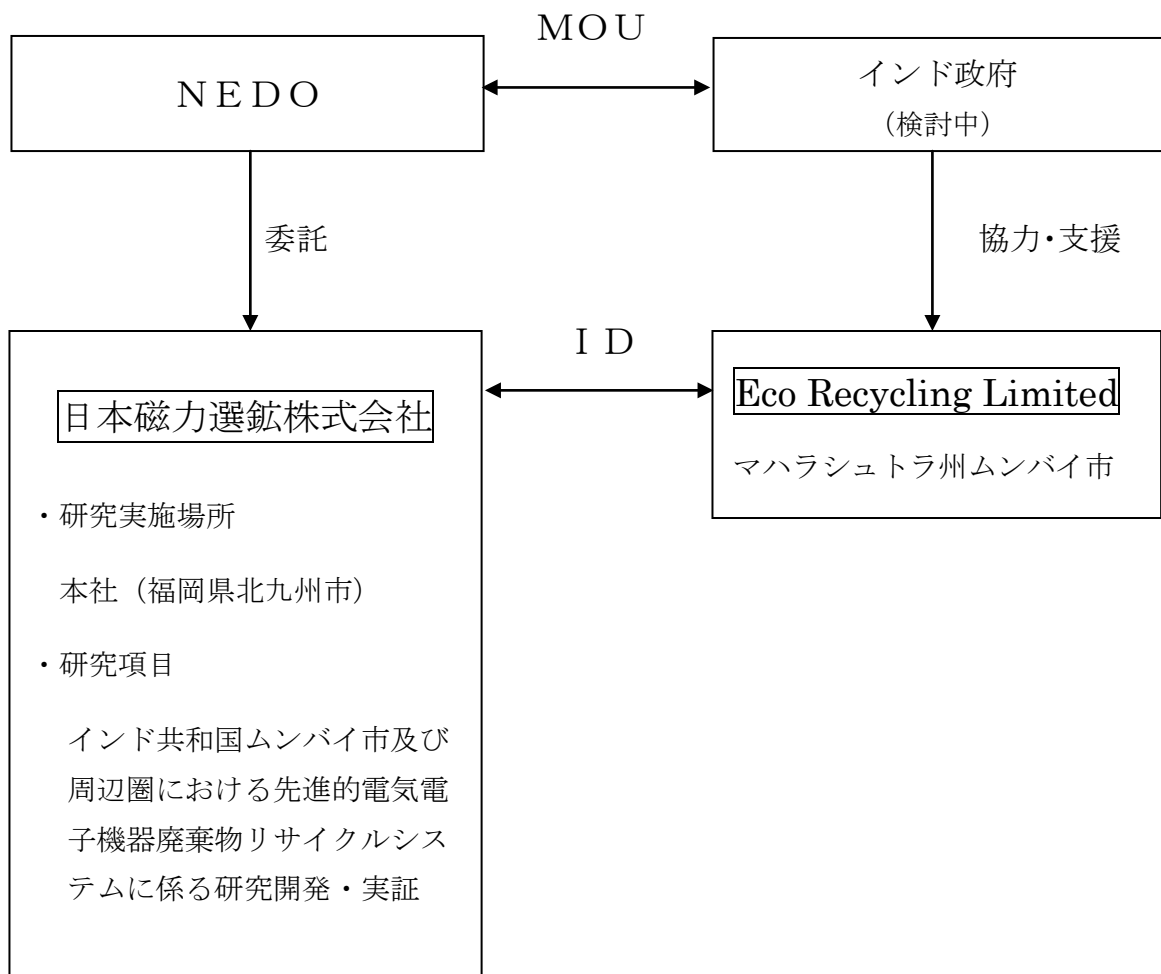 MOU
NEDO
インド政府
(検討中)
委託
協力・支援
ID
日本磁力選鉱株式会社
・研究実施場所
本社(福岡県北九州市)
・研究項目
インド共和国ムンバイ市及び
周辺圏における先進的電気電
子機器廃棄物リサイクルシス
テムに係る研究開発・実証
Eco Recycling Limited
マハラシュトラ州ムンバイ市